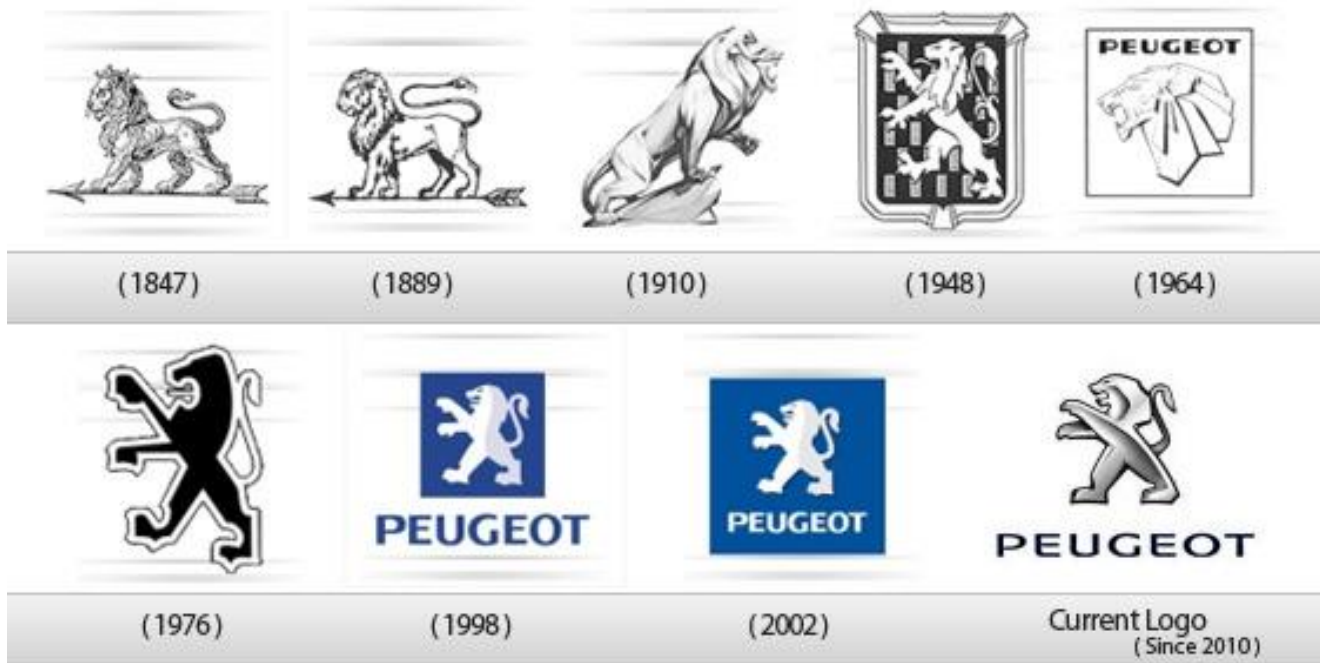 PEUGEOT
(1847) (1889) (1910) (1948) (1964)
PEUGEOT PEUGEOT PEUGEOT
(1976) (1998) (2002) Current Logo
(Since 2010)